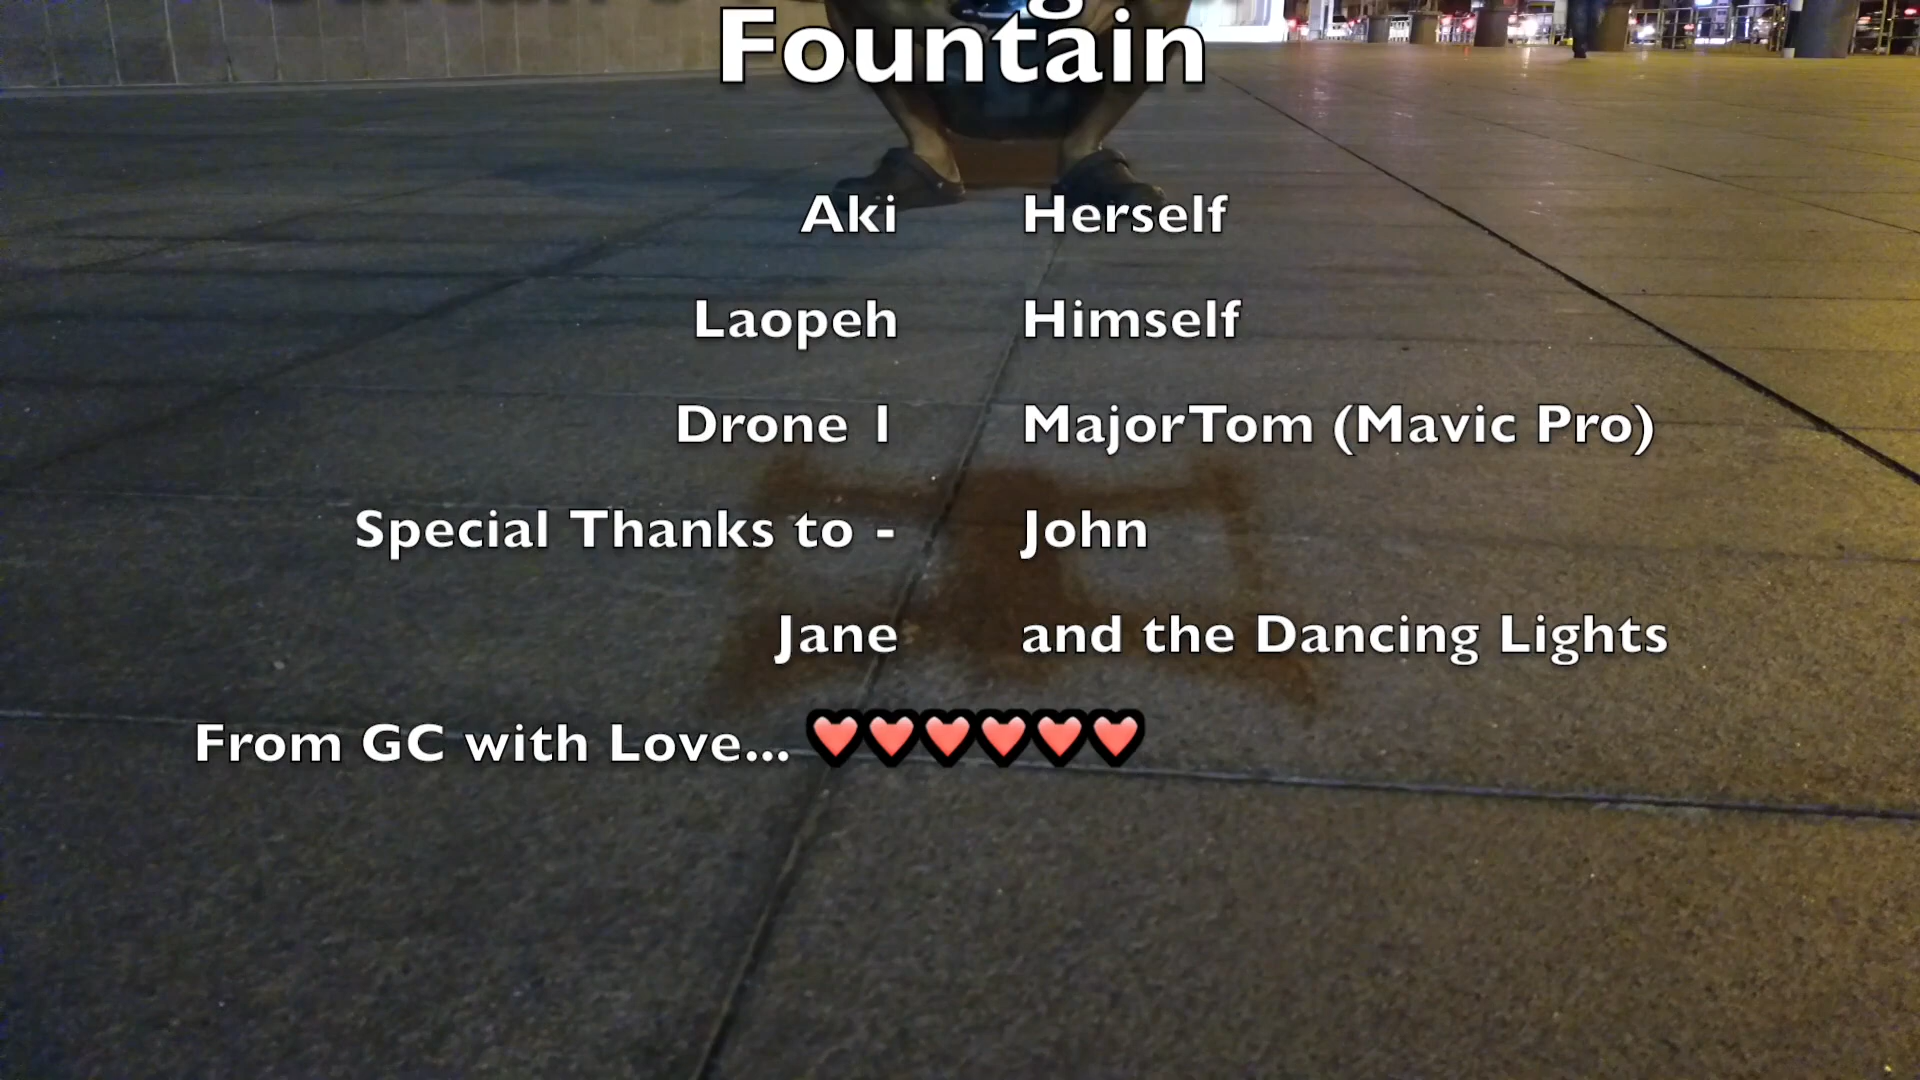 Fountain
Aki Herself
Laopeh Himself
Drone 1 MajorTom (Mavic Pro)
Special Thanks to - John
Jane and the Dancing Lights
From GC with Love... ❤️❤️❤️❤️❤️❤️